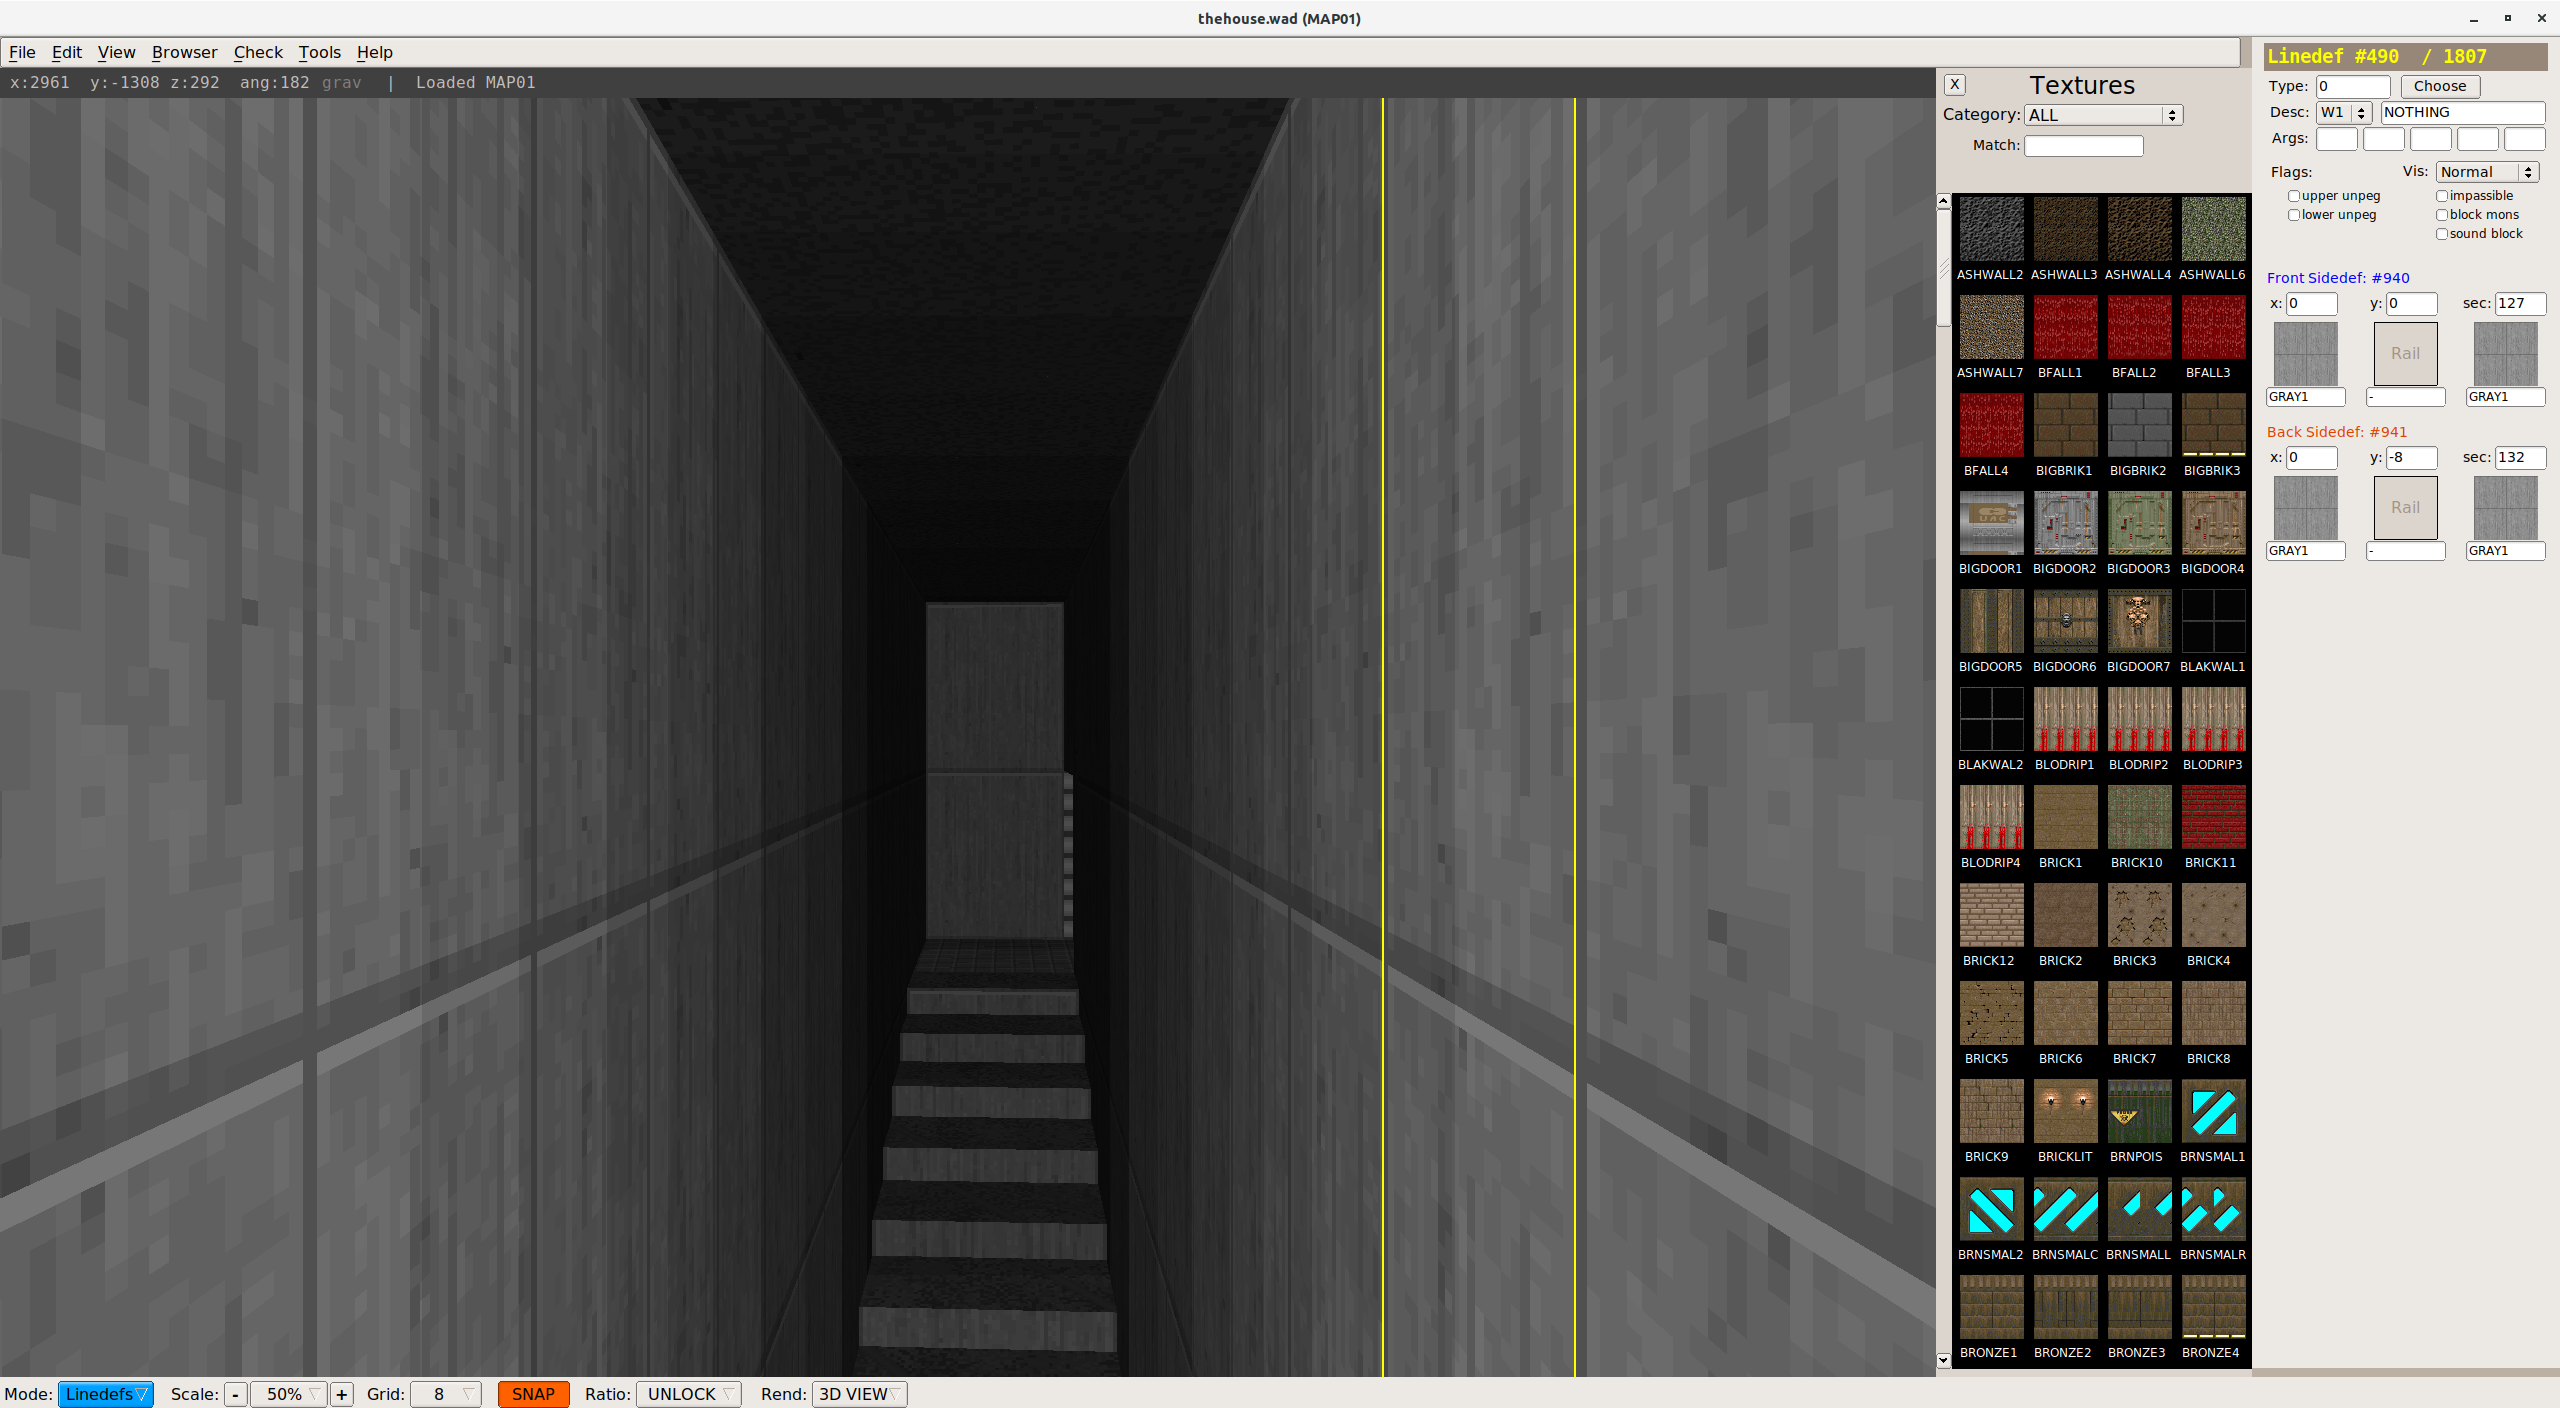 thehouse.wad (MAP01)
File Edit View Browser Check Tools Help
x:2961 y:-1308 z:292 ang:182 grav | Loaded MAP01
X Textures
Category: ALL
Match:
ASHWALL2 ASHWALL3 ASHWALL4 ASHWALL6
ASHWALL7 BFALL1 BFALL2 BFALL3
BFALL4 BIGBRIK1 BIGBRIK2 BIGBRIK3
BIGDOOR1 BIGDOOR2 BIGDOOR3 BIGDOOR4
BIGDOOR5 BIGDOOR6 BIGDOOR7 BLAKWAL1
BLAKWAL2 BLODRIP1 BLODRIP2 BLODRIP3
BLODRIP4 BRICK1 BRICK10 BRICK11
BRICK12 BRICK2 BRICK3 BRICK4
BRICK5 BRICK6 BRICK7 BRICK8
BRICK9 BRICKLIT BRNPOIS BRNSMAL1
BRNSMAL2 BRNSMALC BRNSMALL BRNSMALR
BRONZE1 BRONZE2 BRONZE3 BRONZE4
Linedef #490 / 1807
Type: 0 Choose
Desc: W1 NOTHING
Args:
Flags: Vis: Normal
upper unpeg impassible
lower unpeg block mons
sound block
Front Sidedef: #940
x: 0 y: 0 sec: 127
Rail
GRAY1 - GRAY1
Back Sidedef: #941
x: 0 y: -8 sec: 132
Rail
GRAY1 - GRAY1
Mode: Linedefs Scale: - 50% + Grid: 8 SNAP Ratio: UNLOCK Rend: 3D VIEW